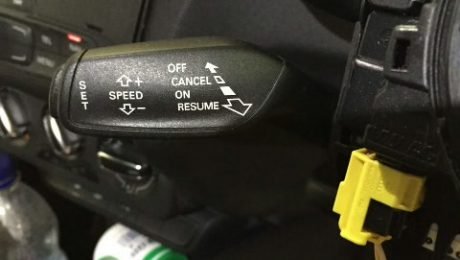 SET
+
SPEED
-
OFF
CANCEL
ON
RESUME